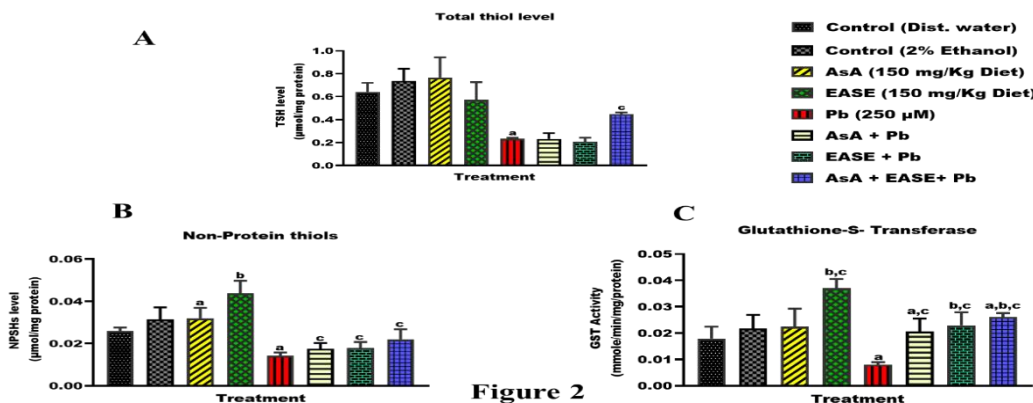 Total thiol level
A
TSH level
(µmol/mg protein)
1.0
0.8
0.6
0.4
0.2
0.0
a
c
Treatment
Control (Dist. water)
Control (2% Ethanol)
AsA (150 mg/Kg Diet)
EASE (150 mg/Kg Diet)
Pb (250 µM)
AsA + Pb
EASE + Pb
AsA + EASE+ Pb
B
Non-Protein thiols
NPSHs level
(µmol/mg protein)
0.06
0.04
0.02
0.00
a
b
a
c
c
c
Treatment
C
Glutathione-S- Transferase
GST Activity
(mmole/min/mg/protein)
0.05
0.04
0.03
0.02
0.01
0.00
b,c
a
a,c
b,c
a,b,c
Treatment
Figure 2